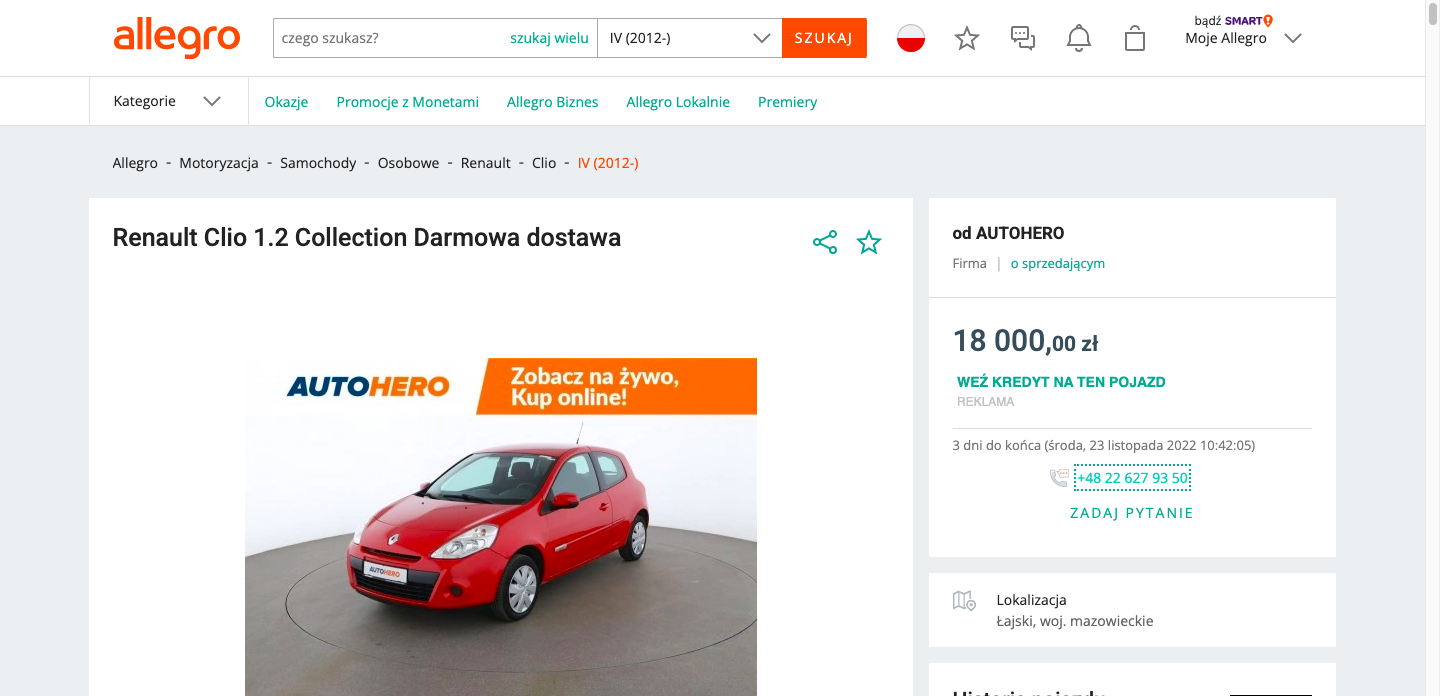 allegro
czego szukasz?
szukaj wielu
IV (2012-)
SZUKAJ
bądź SMART!
Moje Allegro
Kategorie
Okazje
Promocje z Monetami
Allegro Biznes
Allegro Lokalnie
Premiery
Allegro - Motoryzacja - Samochody - Osobowe - Renault - Clio - IV (2012-)
Renault Clio 1.2 Collection Darmowa dostawa
AUTOHERO
Zobacz na żywo,
Kup online!
AUTOHERO
od AUTOHERO
Firma | o sprzedającym
18 000,00 zł
WEŹ KREDYT NA TEN POJAZD
REKLAMA
3 dni do końca (środa, 23 listopada 2022 10:42:05)
+48 22 627 93 50
ZADAJ PYTANIE
Lokalizacja
Łajski, woj. mazowieckie
Historia pojazdu